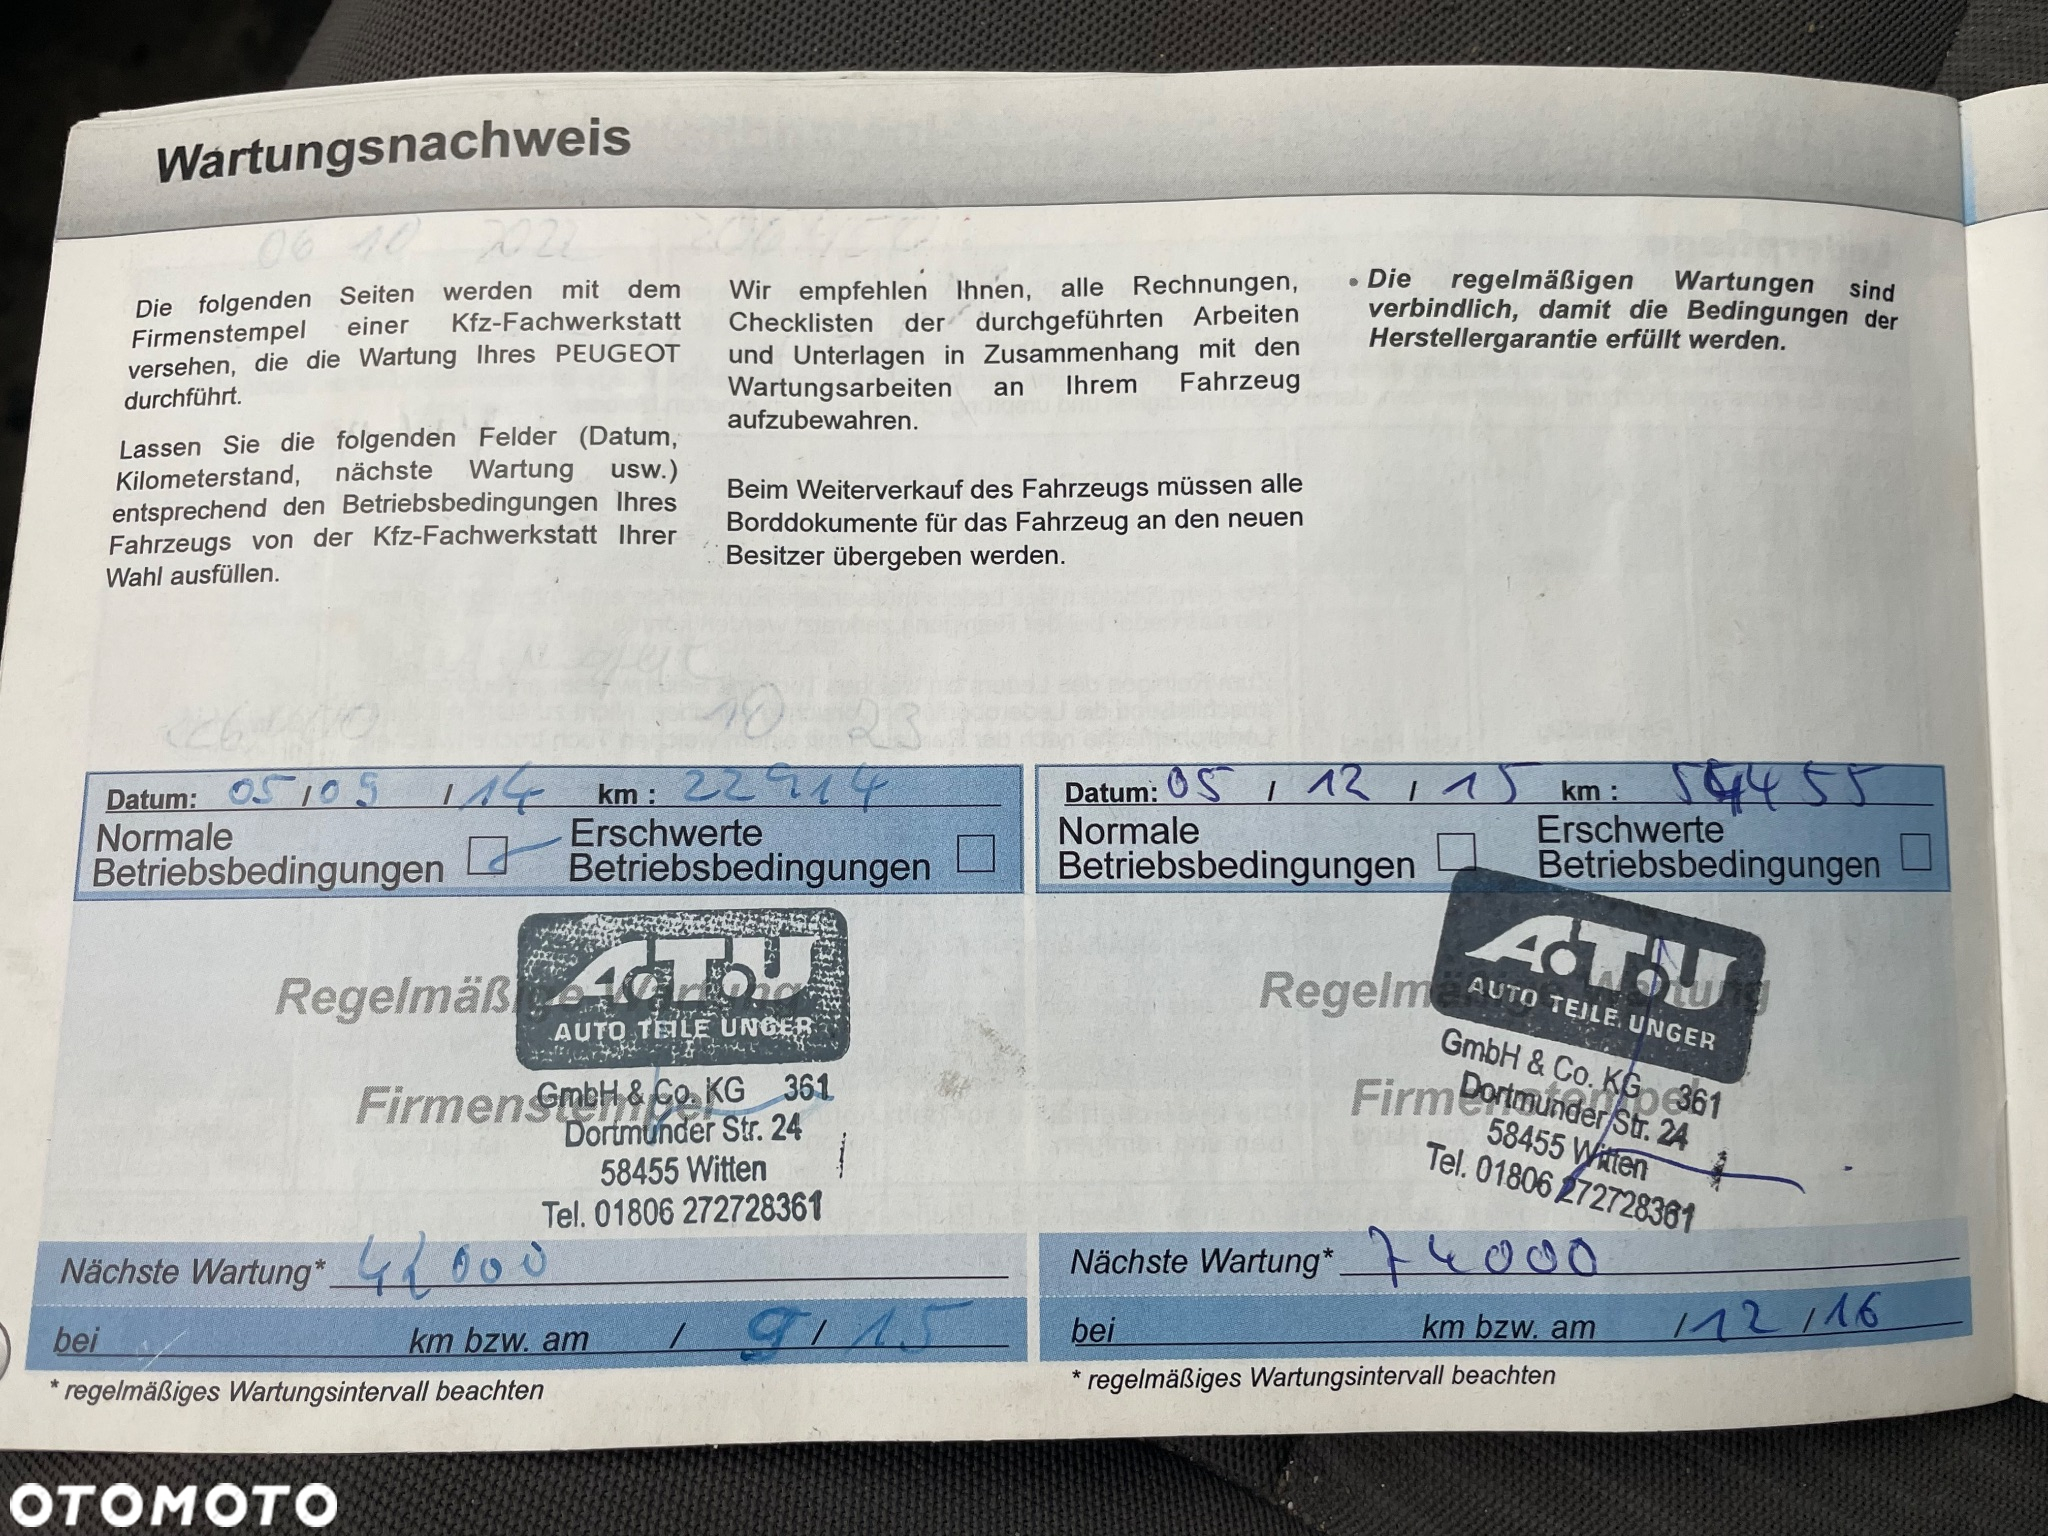 Wartungsnachweis
06 10 2022
Die folgenden Seiten werden mit dem
Firmenstempel einer Kfz-Fachwerkstatt
versehen, die die Wartung Ihres PEUGEOT
durchführt.
Lassen Sie die folgenden Felder (Datum,
Kilometerstand, nächste Wartung usw.)
entsprechend den Betriebsbedingungen Ihres
Fahrzeugs von der Kfz-Fachwerkstatt Ihrer
Wahl ausfüllen.
Wir empfehlen Ihnen, alle Rechnungen,
Checklisten der durchgeführten Arbeiten
und Unterlagen in Zusammenhang mit den
Wartungsarbeiten an Ihrem Fahrzeug
aufzubewahren.
Beim Weiterverkauf des Fahrzeugs müssen alle
Borddokumente für das Fahrzeug an den neuen
Besitzer übergeben werden.
• Die regelmäßigen Wartungen sind
verbindlich, damit die Bedingungen der
Herstellergarantie erfüllt werden.
10 23
Datum: 05 / 09 / 14 km : 22914
Normale
Betriebsbedingungen
Erschwerte
Betriebsbedingungen
Regelmäßige Wartung
Firmenstempel
A.T.U
AUTO TEILE UNGER
GmbH & Co. KG 361
Dortmunder Str. 24
58455 Witten
Tel. 01806 272728361
Nächste Wartung* 42000
bei km bzw. am / 9 / 15
* regelmäßiges Wartungsintervall beachten
Datum: 05 / 12 / 15 km :
Normale
Betriebsbedingungen
Erschwerte
Betriebsbedingungen
Regelmäßige Wartung
Firmenstempel
A.T.U
AUTO TEILE UNGER
GmbH & Co. KG 361
Dortmunder Str. 24
58455 Witten
Tel. 01806 272728361
Nächste Wartung* 74000
bei km bzw. am / 12 / 16
* regelmäßiges Wartungsintervall beachten
OTOMOTO